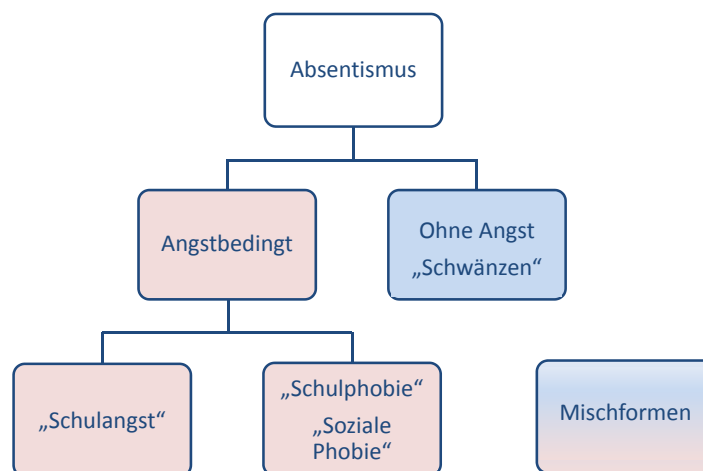 Absentismus
Angstbedingt
Ohne Angst
„Schwänzen“
„Schulangst“
„Schulphobie“
„Soziale
Phobie“
Mischformen